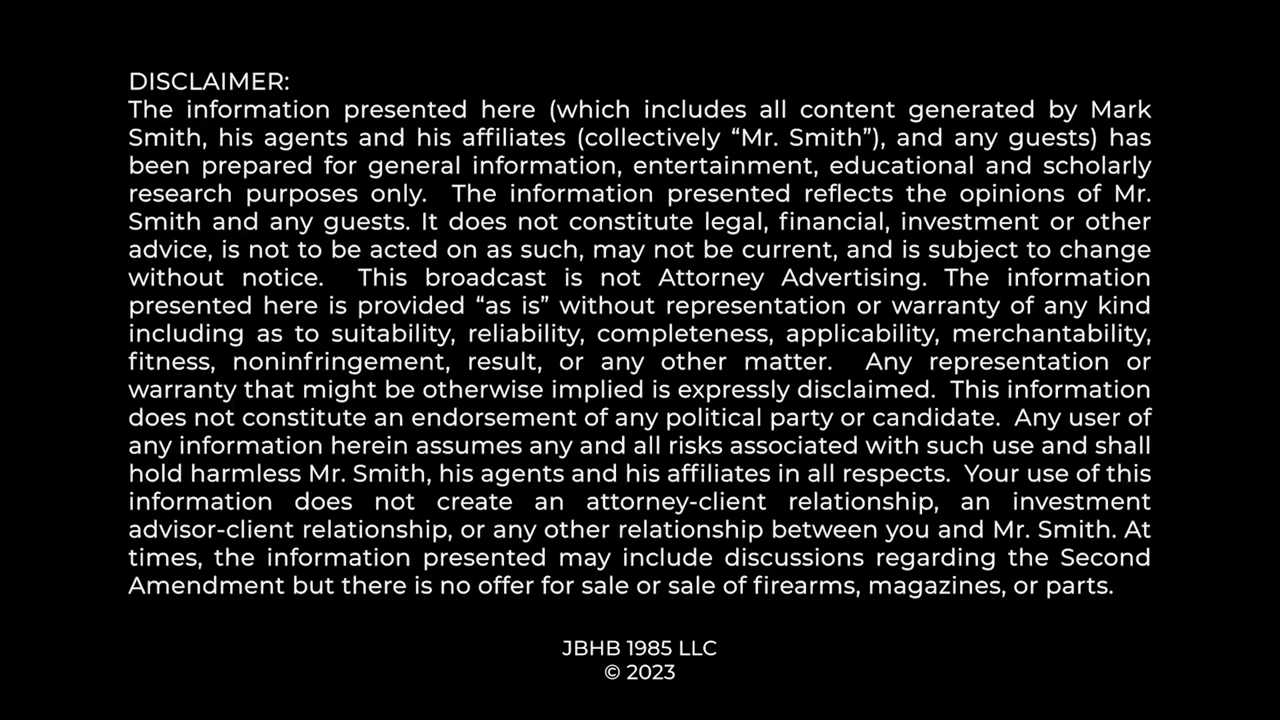 DISCLAIMER:
The information presented here (which includes all content generated by Mark
Smith, his agents and his affiliates (collectively “Mr. Smith”), and any guests) has
been prepared for general information, entertainment, educational and scholarly
research purposes only.  The information presented reflects the opinions of Mr.
Smith and any guests. It does not constitute legal, financial, investment or other
advice, is not to be acted on as such, may not be current, and is subject to change
without notice.  This broadcast is not Attorney Advertising. The information
presented here is provided “as is” without representation or warranty of any kind
including as to suitability, reliability, completeness, applicability, merchantability,
fitness, noninfringement, result, or any other matter.  Any representation or
warranty that might be otherwise implied is expressly disclaimed.  This information
does not constitute an endorsement of any political party or candidate.  Any user of
any information herein assumes any and all risks associated with such use and shall
hold harmless Mr. Smith, his agents and his affiliates in all respects.  Your use of this
information does not create an attorney-client relationship, an investment
advisor-client relationship, or any other relationship between you and Mr. Smith. At
times, the information presented may include discussions regarding the Second
Amendment but there is no offer for sale or sale of firearms, magazines, or parts.
JBHB 1985 LLC
© 2023